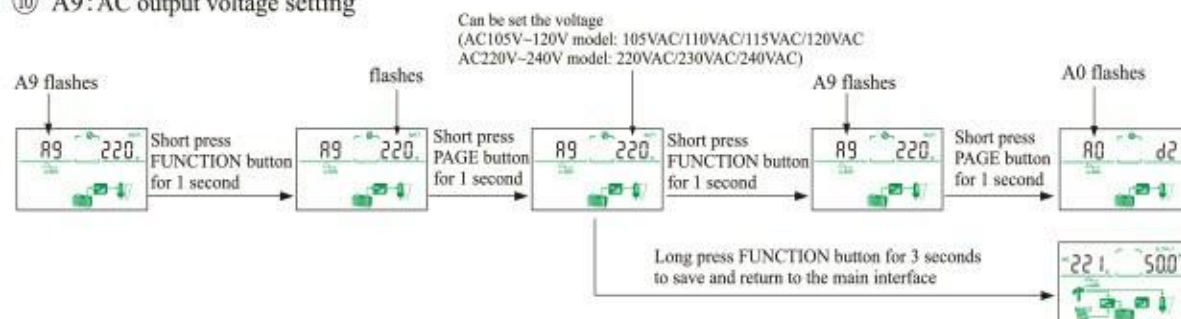 ⑩ A9: AC output voltage setting
Can be set the voltage
(AC105V~120V model: 105VAC/110VAC/115VAC/120VAC
AC220V~240V model: 220VAC/230VAC/240VAC)
A9 flashes
flashes
A9 flashes
A0 flashes
A9 220
Short press
FUNCTION button
for 1 second
A9 220
Short press
PAGE button
for 1 second
A9 220
Short press
FUNCTION button
for 1 second
A9 220
Short press
PAGE button
for 1 second
A0 d2
Long press FUNCTION button for 3 seconds
to save and return to the main interface
221 50.0